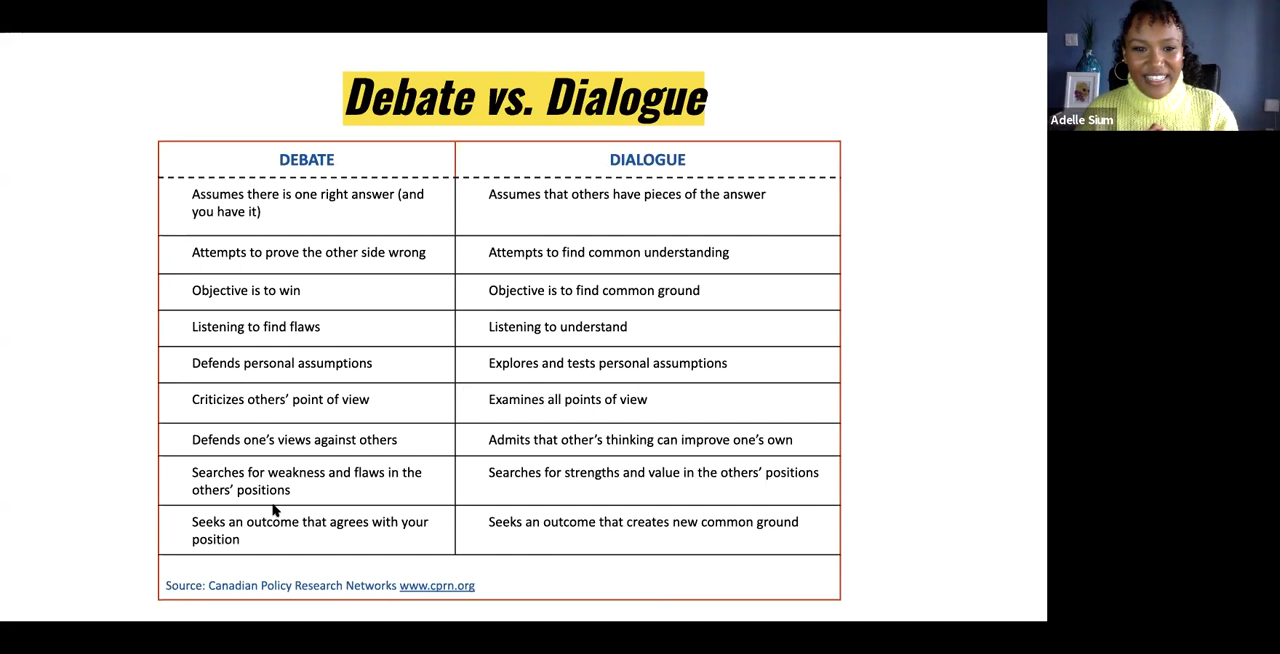 Debate vs. Dialogue
Adelle Sium
DEBATE
DIALOGUE
Assumes there is one right answer (and
you have it)
Assumes that others have pieces of the answer
Attempts to prove the other side wrong
Attempts to find common understanding
Objective is to win
Objective is to find common ground
Listening to find flaws
Listening to understand
Defends personal assumptions
Explores and tests personal assumptions
Criticizes others’ point of view
Examines all points of view
Defends one’s views against others
Admits that other’s thinking can improve one’s own
Searches for weakness and flaws in the
others’ positions
Searches for strengths and value in the others’ positions
Seeks an outcome that agrees with your
position
Seeks an outcome that creates new common ground
Source: Canadian Policy Research Networks www.cprn.org